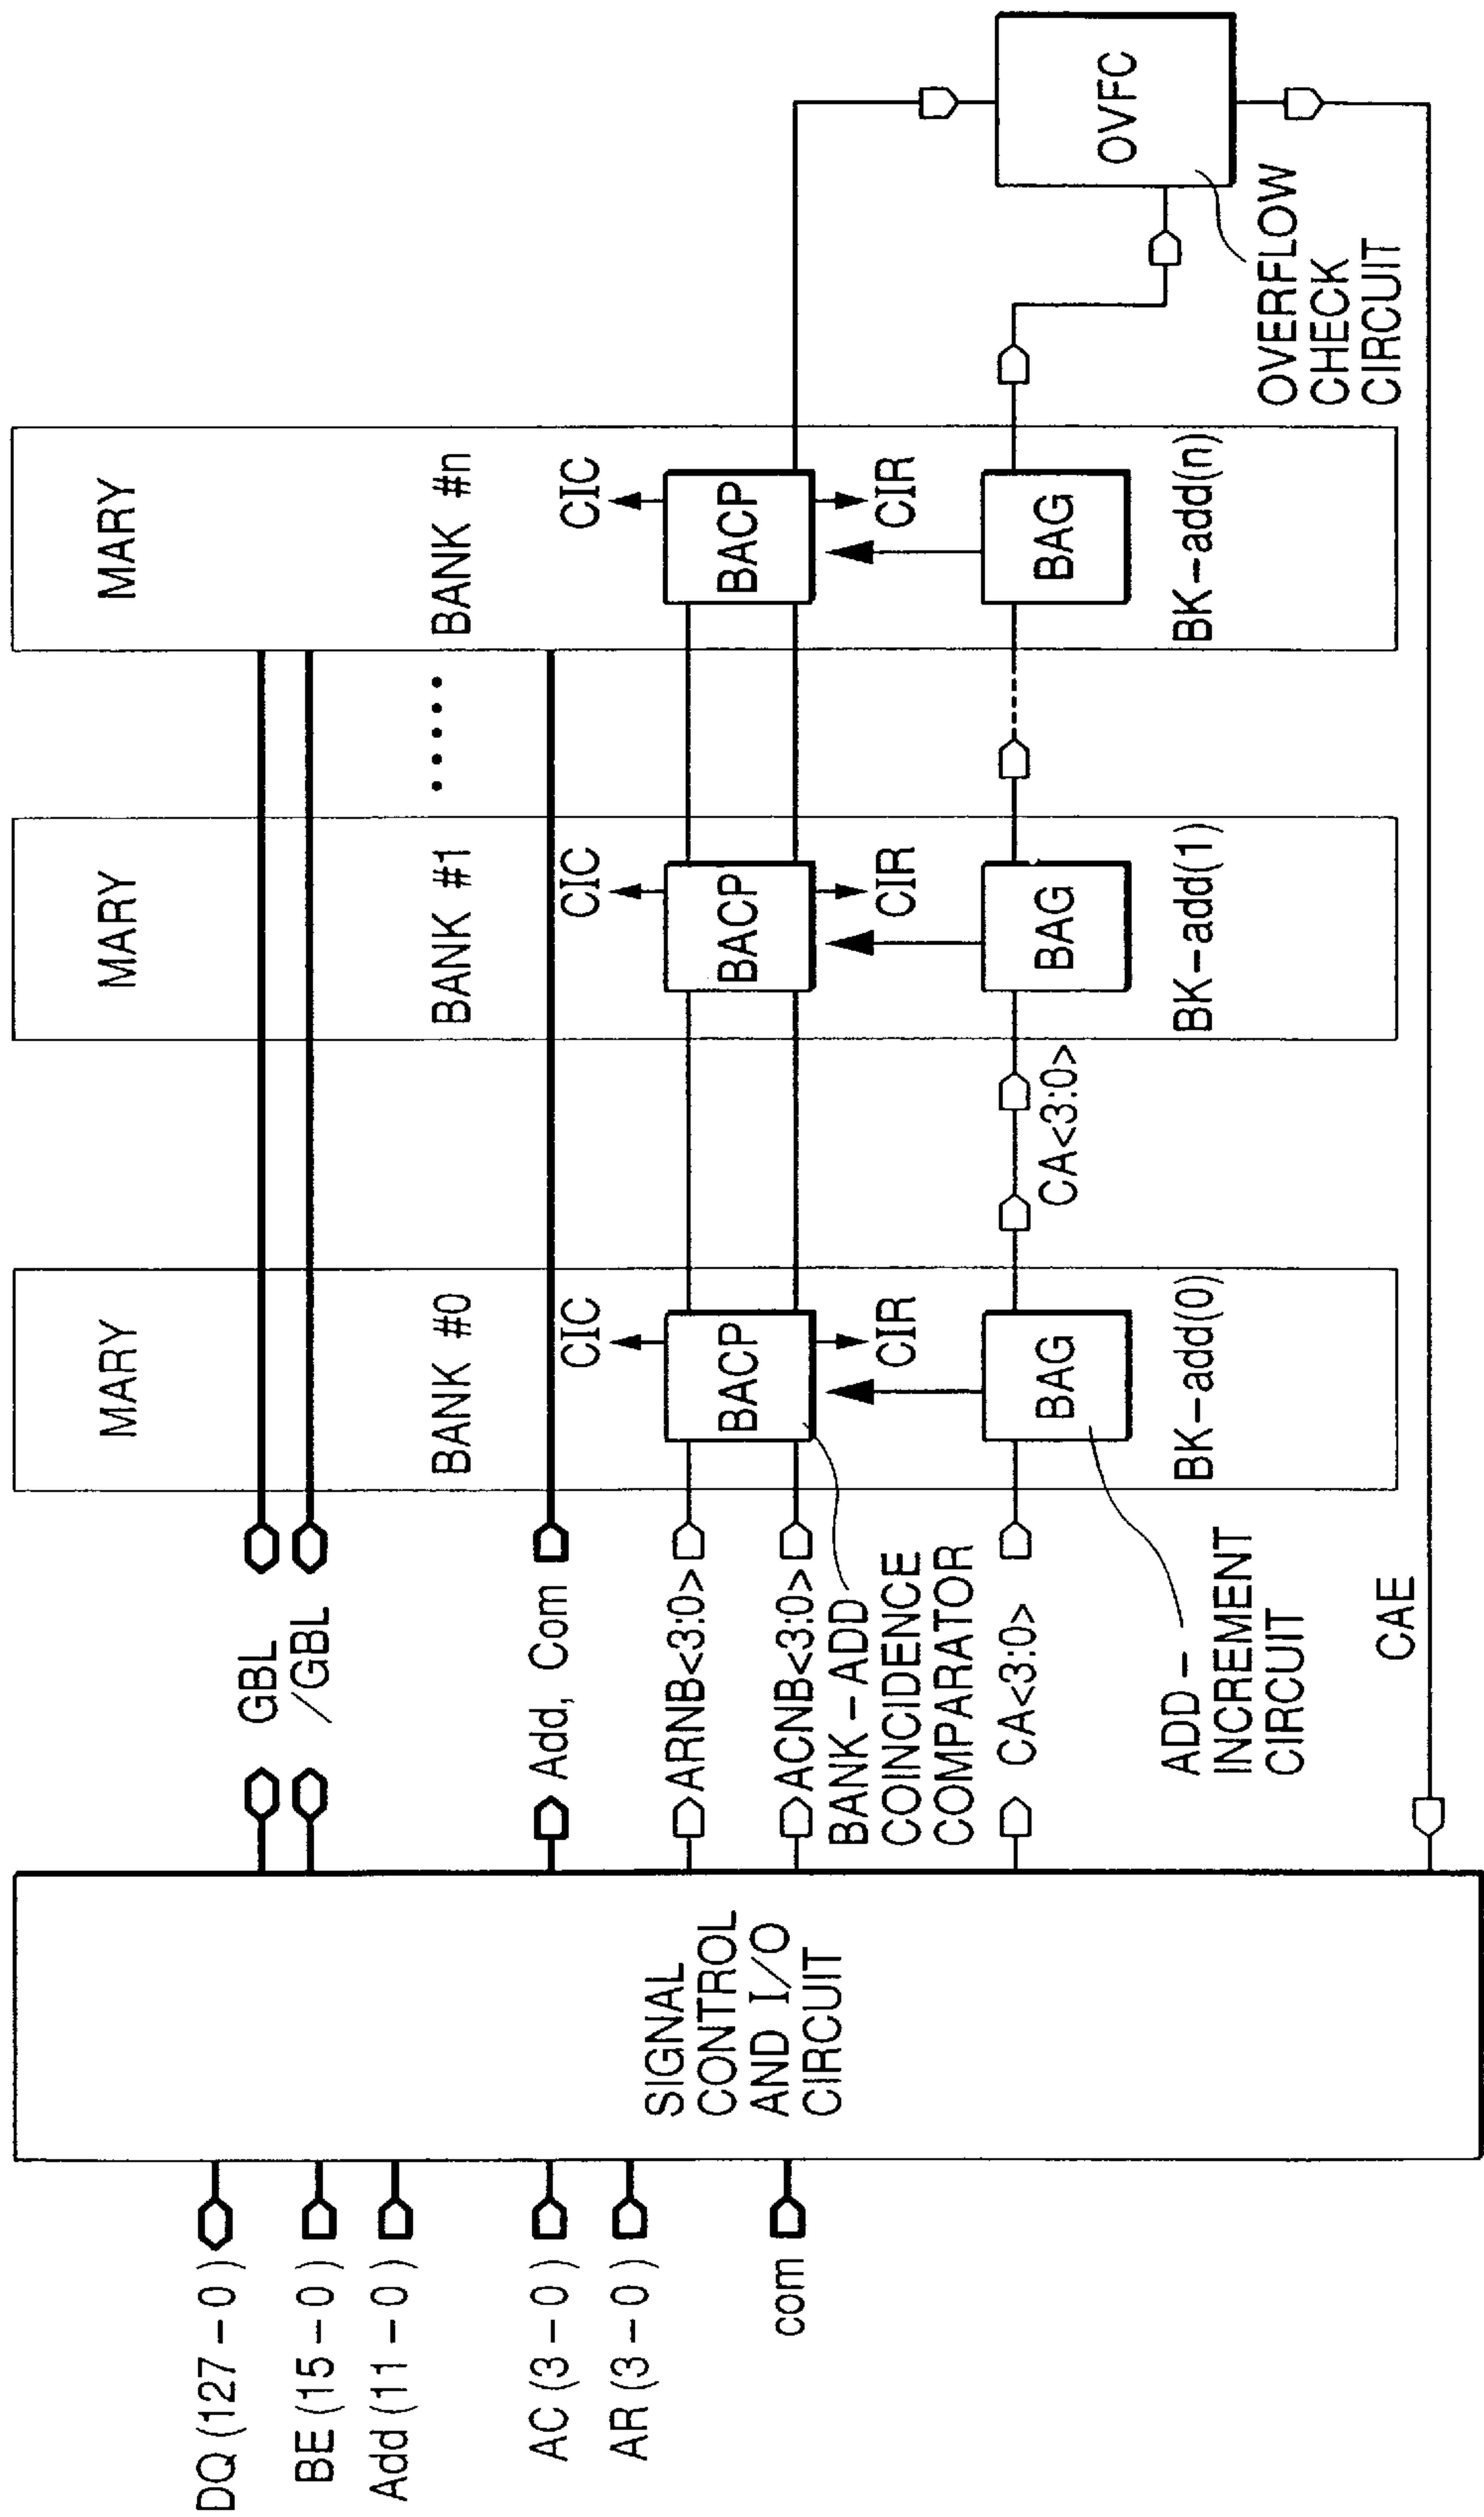 DQ (127-0)
BE (15-0)
Add (11-0)
AC (3-0)
AR (3-0)
com
SIGNAL
CONTROL
AND I/O
CIRCUIT
GBL
/GBL
Add, Com
ARNB<3:0>
ACNB<3:0>
BANK-ADD
COINCIDENCE
COMPARATOR
CA<3:0>
ADD-
INCREMENT
CIRCUIT
CAE
MARY
BANK #0
CIC
BACP
CIR
BAG
BK-add(0)
CA<3:0>
MARY
BANK #1
CIC
BACP
CIR
BAG
BK-add(1)
MARY
BANK #n
CIC
BACP
CIR
BAG
BK-add(n)
OVFC
OVERFLOW
CHECK
CIRCUIT